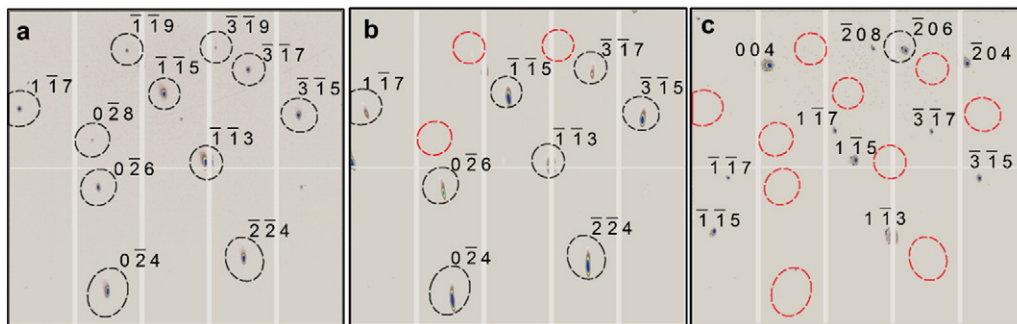 a
1̄ 1̄ 9
3̄ 1̄ 9
3̄ 1̄ 7
1̄ 1̄ 5
1 1̄ 7
3̄ 1̄ 5
0 2̄ 8
1̄ 1̄ 3
0 2̄ 6
2̄ 2̄ 4
0 2̄ 4
b
3̄ 1̄ 7
1̄ 1̄ 5
1 1̄ 7
3̄ 1̄ 5
1̄ 1̄ 3
0 2̄ 6
2̄ 2̄ 4
0 2̄ 4
c
2̄ 0 8
2̄ 0 6
0 0 4
2̄ 0 4
1 1̄ 7
3̄ 1̄ 7
1̄ 1̄ 7
1 1̄ 5
3̄ 1̄ 5
1̄ 1̄ 5
1 1̄ 3